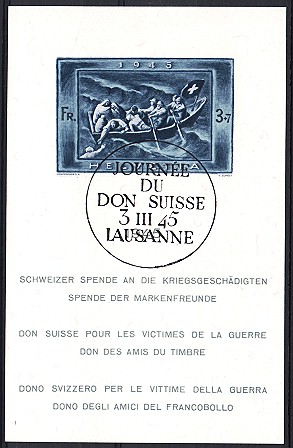 1945
FR. 3+7
HELVETIA
JOURNÉE
DU
DON SUISSE
3 III 45
LAUSANNE
SCHWEIZER SPENDE AN DIE KRIEGSGESCHÄDIGTEN
SPENDE DER MARKENFREUNDE
DON SUISSE POUR LES VICTIMES DE LA GUERRE
DON DES AMIS DU TIMBRE
DONO SVIZZERO PER LE VITTIME DELLA GUERRA
DONO DEGLI AMICI DEL FRANCOBOLLO